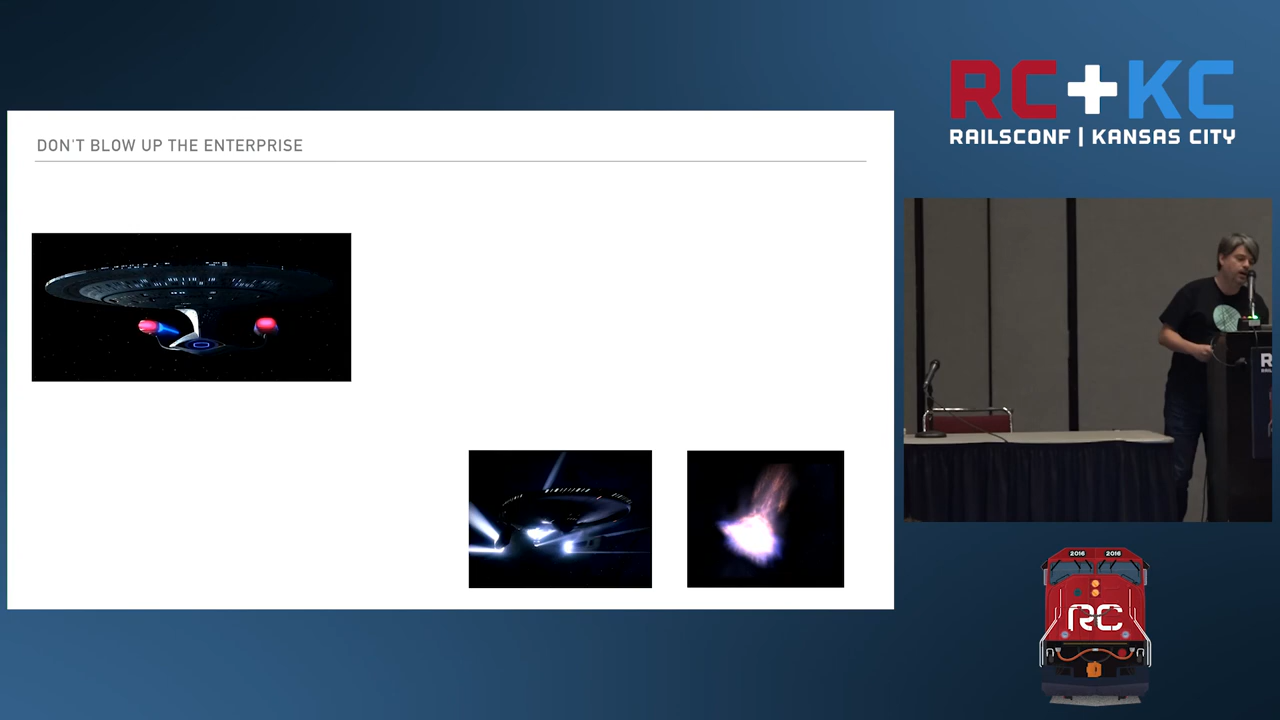 DON'T BLOW UP THE ENTERPRISE
RC+KC
RAILSCONF | KANSAS CITY
R
2016 2016
RC